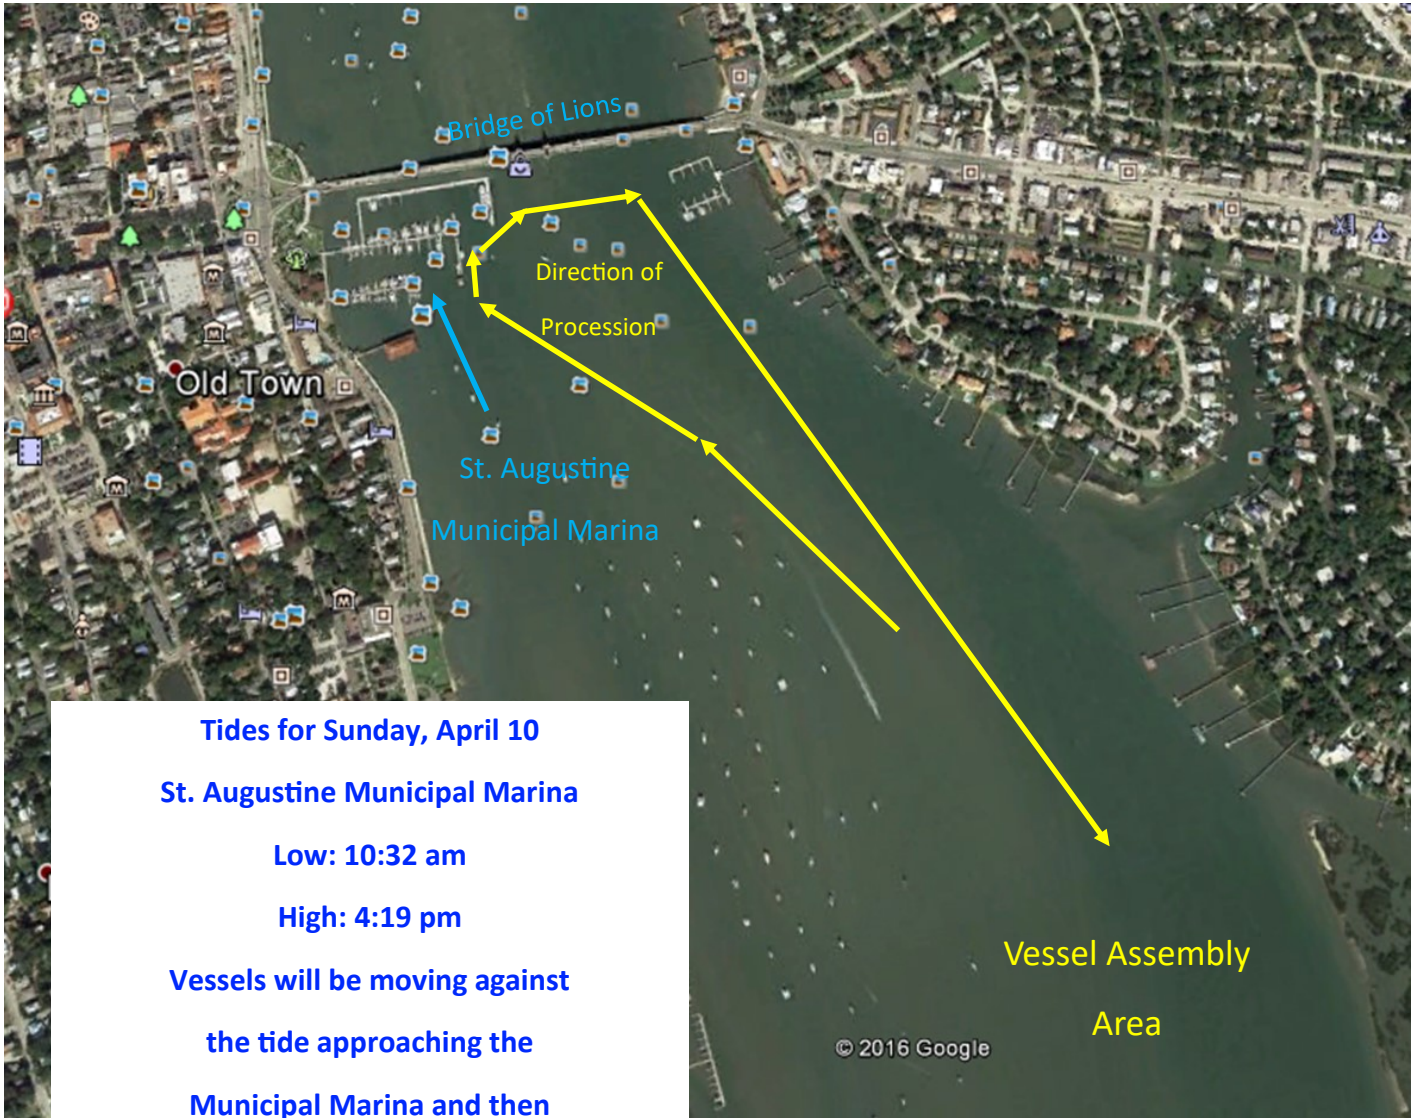 Bridge of Lions
Direction of
Procession
Old Town
St. Augustine
Municipal Marina
Tides for Sunday, April 10
St. Augustine Municipal Marina
Low: 10:32 am
High: 4:19 pm
Vessels will be moving against
the tide approaching the
Municipal Marina and then
Vessel Assembly
Area
© 2016 Google